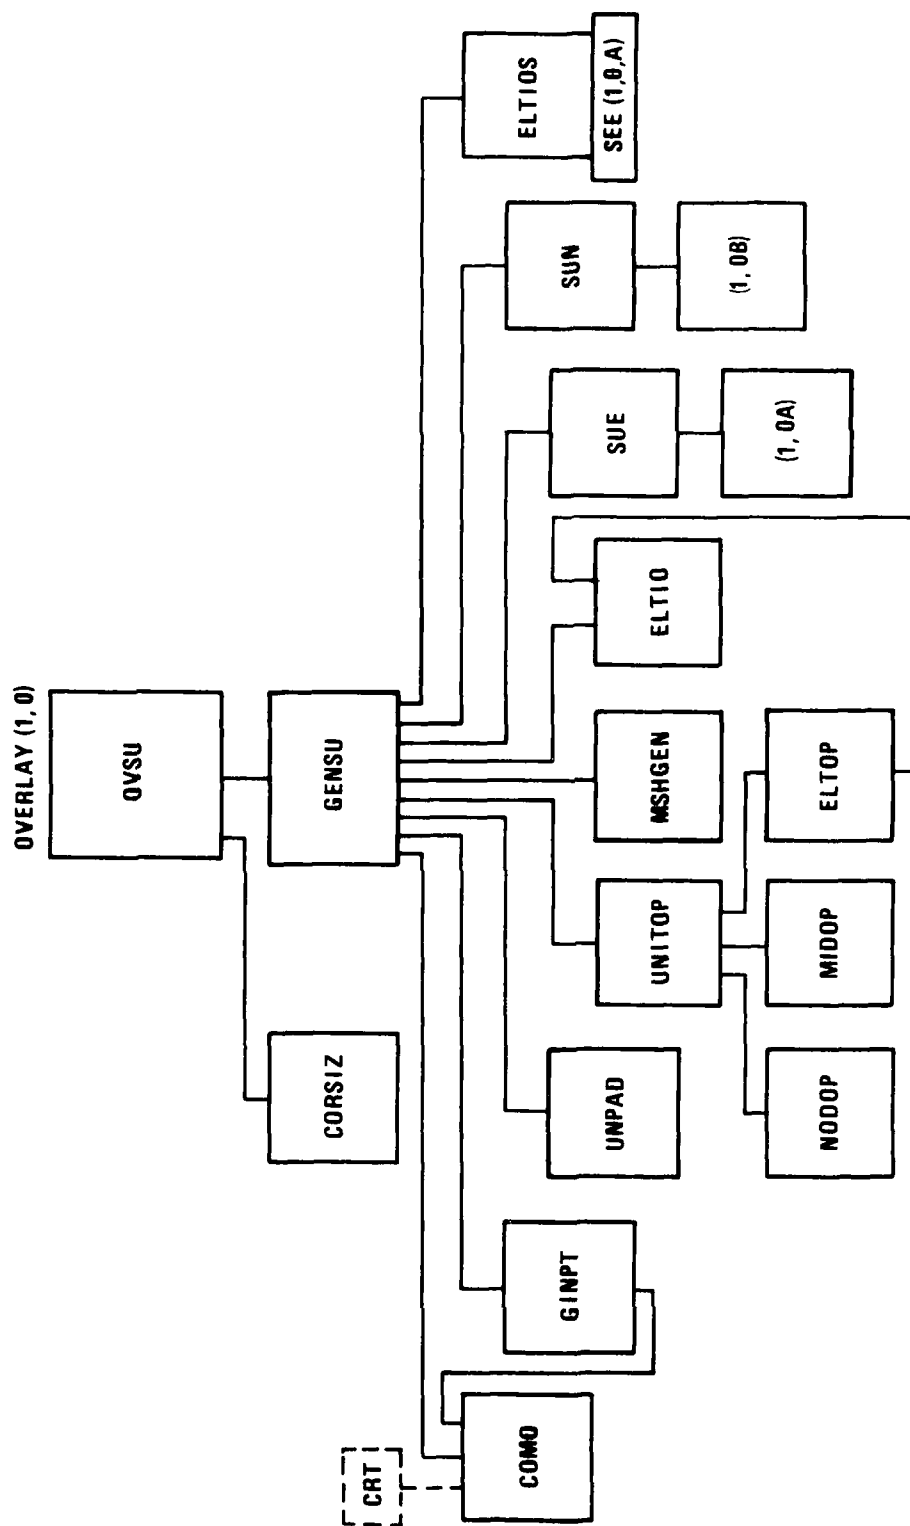 OVERLAY (1, 0)
OVSU
CORSIZ
GENSU
CRT
COMO
GINPT
UNPAD
UNITOP
MSHGEN
ELTIO
SUE
SUN
ELTIOS
SEE (1,0,A)
NODOP
MIDOP
ELTOP
(1, 0A)
(1, 0B)